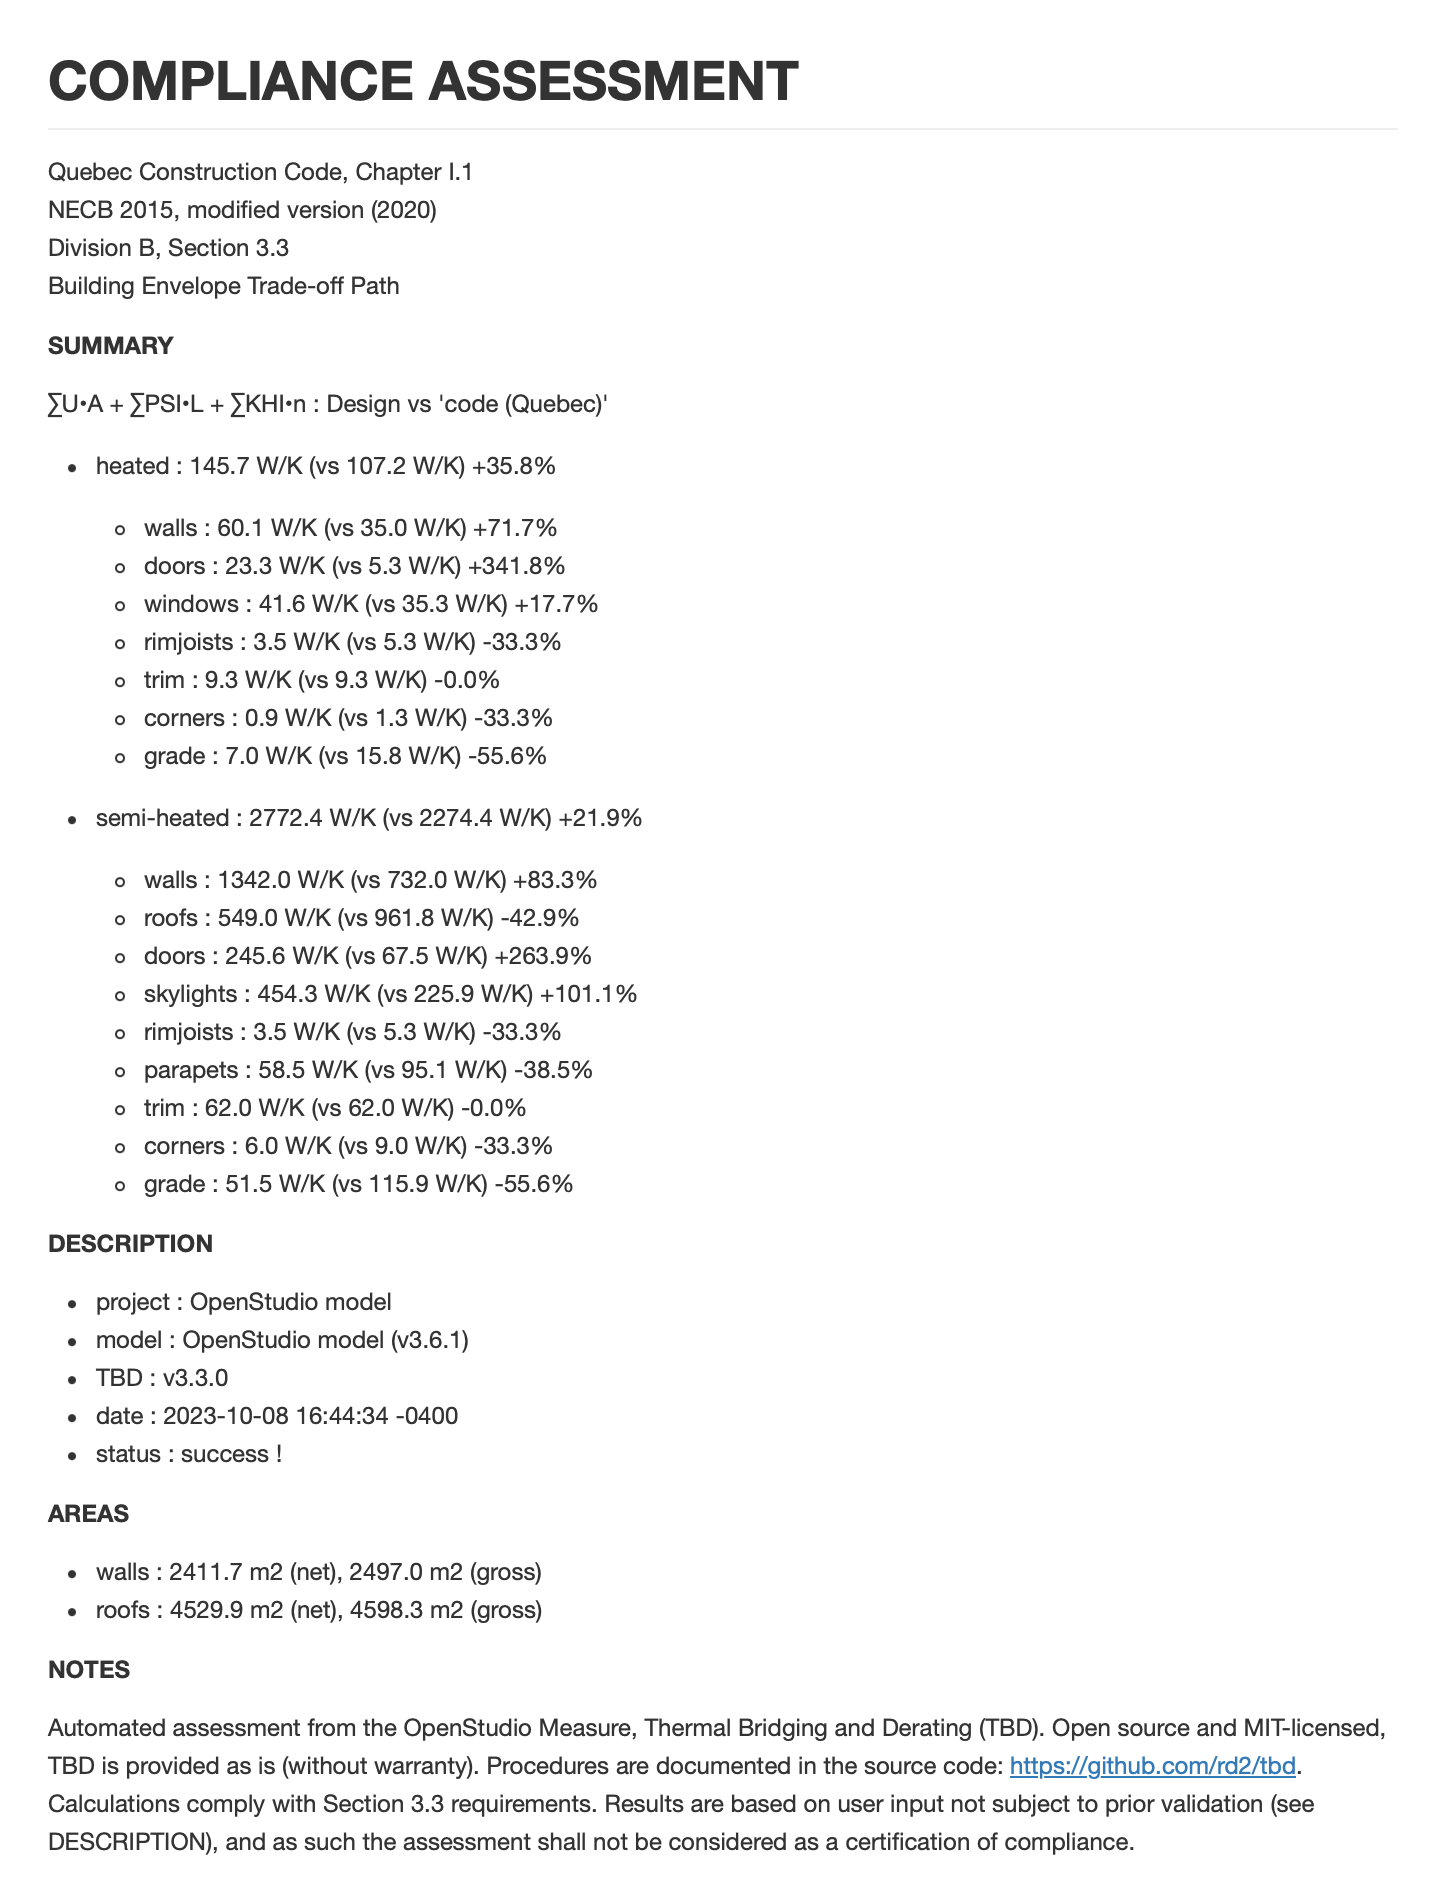 COMPLIANCE ASSESSMENT
Quebec Construction Code, Chapter I.1
NECB 2015, modified version (2020)
Division B, Section 3.3
Building Envelope Trade-off Path
SUMMARY
∑U•A + ∑PSI•L + ∑KHI•n : Design vs 'code (Quebec)'
• heated : 145.7 W/K (vs 107.2 W/K) +35.8%
◦ walls : 60.1 W/K (vs 35.0 W/K) +71.7%
◦ doors : 23.3 W/K (vs 5.3 W/K) +341.8%
◦ windows : 41.6 W/K (vs 35.3 W/K) +17.7%
◦ rimjoists : 3.5 W/K (vs 5.3 W/K) -33.3%
◦ trim : 9.3 W/K (vs 9.3 W/K) -0.0%
◦ corners : 0.9 W/K (vs 1.3 W/K) -33.3%
◦ grade : 7.0 W/K (vs 15.8 W/K) -55.6%
• semi-heated : 2772.4 W/K (vs 2274.4 W/K) +21.9%
◦ walls : 1342.0 W/K (vs 732.0 W/K) +83.3%
◦ roofs : 549.0 W/K (vs 961.8 W/K) -42.9%
◦ doors : 245.6 W/K (vs 67.5 W/K) +263.9%
◦ skylights : 454.3 W/K (vs 225.9 W/K) +101.1%
◦ rimjoists : 3.5 W/K (vs 5.3 W/K) -33.3%
◦ parapets : 58.5 W/K (vs 95.1 W/K) -38.5%
◦ trim : 62.0 W/K (vs 62.0 W/K) -0.0%
◦ corners : 6.0 W/K (vs 9.0 W/K) -33.3%
◦ grade : 51.5 W/K (vs 115.9 W/K) -55.6%
DESCRIPTION
• project : OpenStudio model
• model : OpenStudio model (v3.6.1)
• TBD : v3.3.0
• date : 2023-10-08 16:44:34 -0400
• status : success !
AREAS
• walls : 2411.7 m2 (net), 2497.0 m2 (gross)
• roofs : 4529.9 m2 (net), 4598.3 m2 (gross)
NOTES
Automated assessment from the OpenStudio Measure, Thermal Bridging and Derating (TBD). Open source and MIT-licensed,
TBD is provided as is (without warranty). Procedures are documented in the source code: https://github.com/rd2/tbd.
Calculations comply with Section 3.3 requirements. Results are based on user input not subject to prior validation (see
DESCRIPTION), and as such the assessment shall not be considered as a certification of compliance.